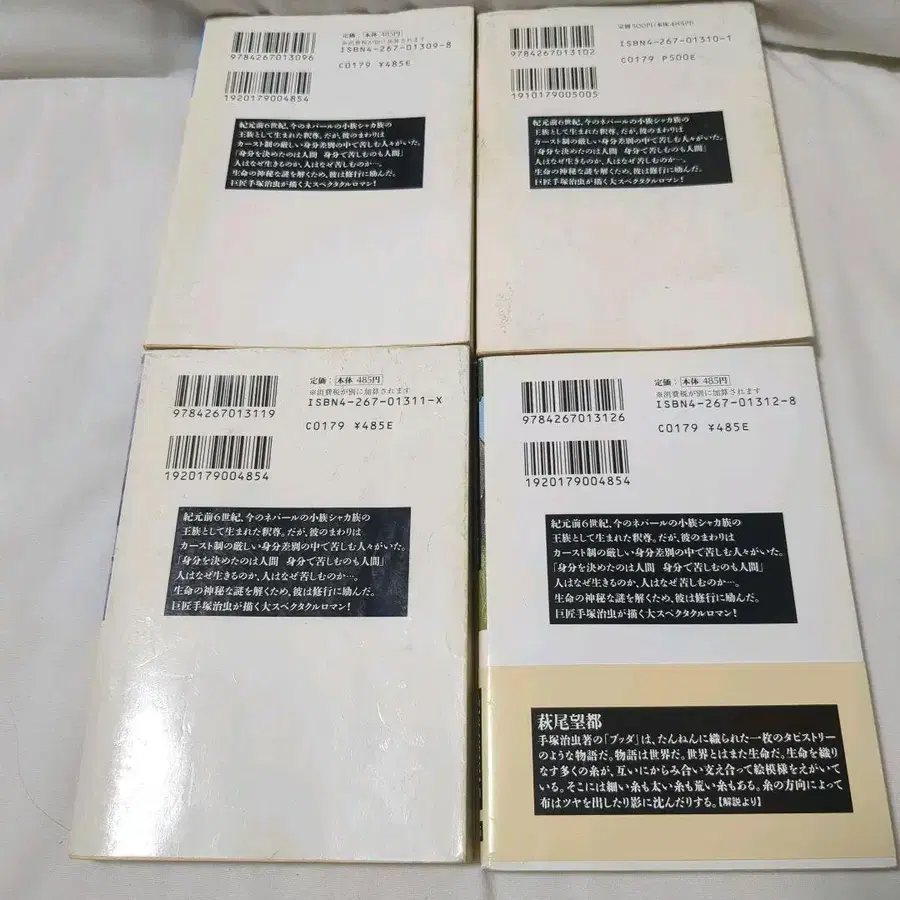 定価：本体 485円
※消費税が別に加算されます
9784267013096
ISBN4-267-01309-8
C0179 ¥485E
1920179004854
紀元前6世紀、今のネパールの小族シャカ族の
王族として生まれた釈尊。だが、彼のまわりは
カースト制の厳しい身分差別の中で苦しむ人々がいた。
「身分を決めたのは人間 身分で苦しむのも人間」
人はなぜ生きるのか、人はなぜ苦しむのか…。
生命の神秘な謎を解くため、彼は修行に励んだ。
巨匠手塚治虫が描く大スペクタクルロマン!
定価500円(本体485円)
9784267013102
ISBN4-267-01310-1
C0179 P500E
1910179005005
紀元前6世紀、今のネパールの小族シャカ族の
王族として生まれた釈尊。だが、彼のまわりは
カースト制の厳しい身分差別の中で苦しむ人々がいた。
「身分を決めたのは人間 身分で苦しむのも人間」
人はなぜ生きるのか、人はなぜ苦しむのか…。
生命の神秘な謎を解くため、彼は修行に励んだ。
巨匠手塚治虫が描く大スペクタクルロマン!
定価：本体 485円
※消費税が別に加算されます
9784267013119
ISBN4-267-01311-X
C0179 ¥485E
1920179004854
紀元前6世紀、今のネパールの小族シャカ族の
王族として生まれた釈尊。だが、彼のまわりは
カースト制の厳しい身分差別の中で苦しむ人々がいた。
「身分を決めたのは人間 身分で苦しむのも人間」
人はなぜ生きるのか、人はなぜ苦しむのか…。
生命の神秘な謎を解くため、彼は修行に励んだ。
巨匠手塚治虫が描く大スペクタクルロマン!
定価：本体 485円
※消費税が別に加算されます
9784267013126
ISBN4-267-01312-8
C0179 ¥485E
1920179004854
紀元前6世紀、今のネパールの小族シャカ族の
王族として生まれた釈尊。だが、彼のまわりは
カースト制の厳しい身分差別の中で苦しむ人々がいた。
「身分を決めたのは人間 身分で苦しむのも人間」
人はなぜ生きるのか、人はなぜ苦しむのか…。
生命の神秘な謎を解くため、彼は修行に励んだ。
巨匠手塚治虫が描く大スペクタクルロマン!
萩尾望都
手塚治虫著の「ブッダ」は、たんねんに織られた一枚のタピストリー
のような物語だ。物語は世界だ。世界とはまた生命だ。生命を織り
なす多くの糸が、互いにからみ合い支え合って絵模様をえがいて
いる。そこには細い糸も太い糸も荒い糸もある。糸の方向によって
布はツヤを出したり影に沈んだりする。【解説より】